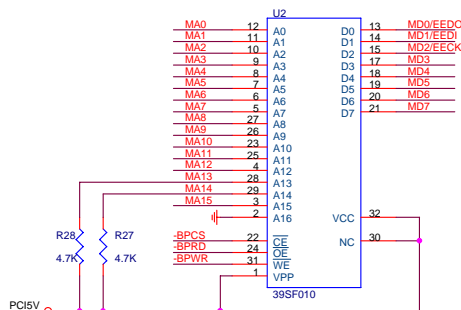 U2
MA0 12 A0 D0 13 MD0/EEDO
MA1 11 A1 D1 14 MD1/EEDI
MA2 10 A2 D2 15 MD2/EECK
MA3 9 A3 D3 17 MD3
MA4 8 A4 D4 18 MD4
MA5 7 A5 D5 19 MD5
MA6 6 A6 D6 20 MD6
MA7 5 A7 D7 21 MD7
MA8 27 A8
MA9 26 A9
MA10 23 A10
MA11 25 A11
MA12 4 A12
MA13 28 A13
MA14 29 A14
MA15 3 A15
2 A16 VCC 32
R28 R27 -BPCS 22 CE NC 30
4.7K 4.7K -BPRD 24 OE
-BPWR 31 WE
1 VPP
39SF010
PCI5V